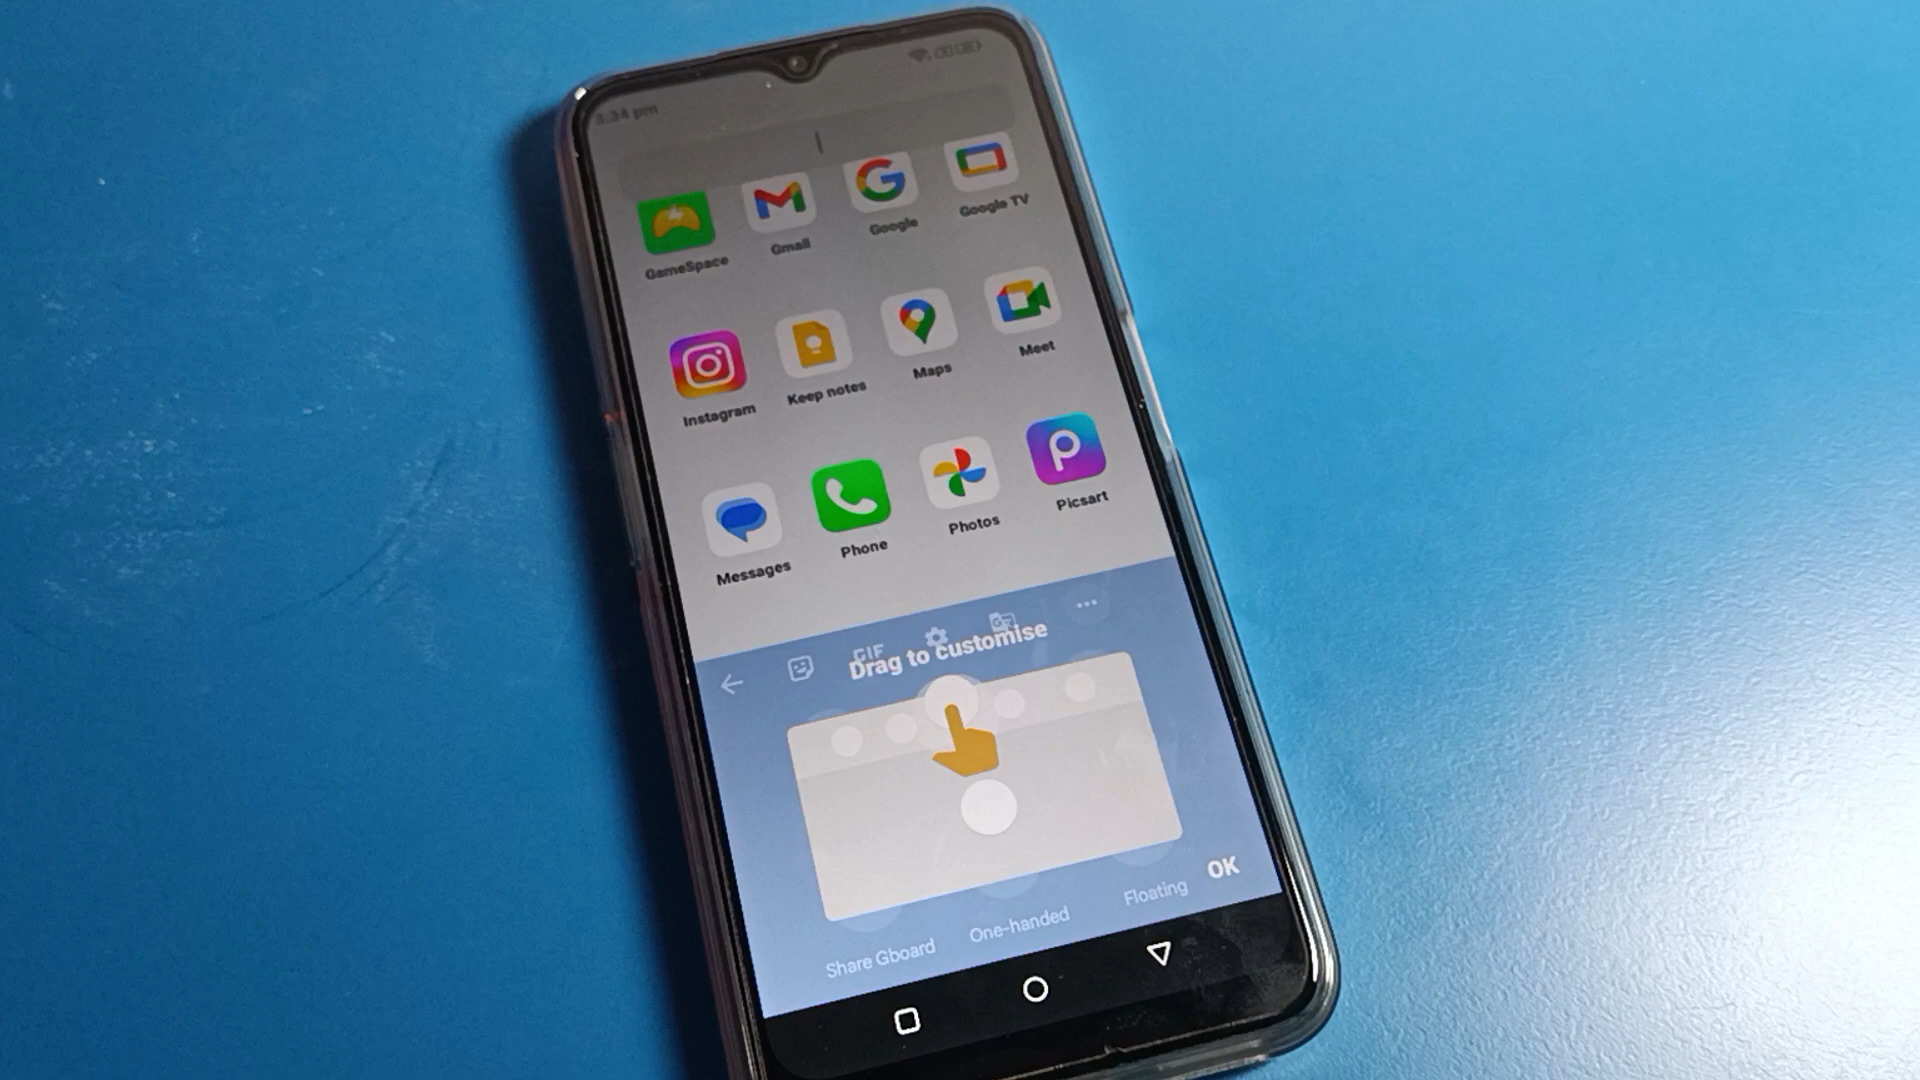 3:34 pm
GameSpace
Gmail
Google
Google TV
Instagram
Keep notes
Maps
Meet
Messages
Phone
Photos
Picsart
GIF
Drag to customise
OK
Share Gboard
One-handed
Floating